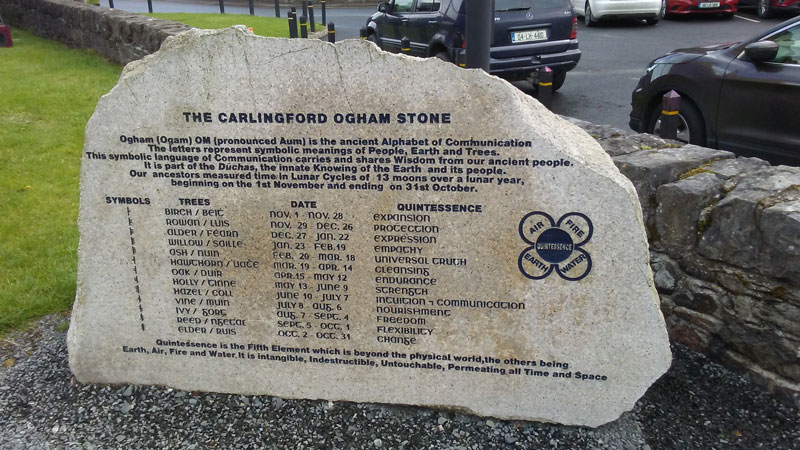 THE CARLINGFORD OGHAM STONE
Ogham (Ogam) OM (pronounced Aum) is the ancient Alphabet of Communication
The letters represent symbolic meanings of People, Earth and Trees.
This symbolic language of Communication carries and shares Wisdom from our ancient people.
It is part of the Dúchas, the innate Knowing of the Earth and its people.
Our ancestors measured time in Lunar Cycles of 13 moons over a lunar year,
beginning on the 1st November and ending on 31st October.
SYMBOLS TREES DATE QUINTESSENCE
BIRCH / BEIT NOV. 1 - NOV. 28 EXPANSION
ROWAN / LUIS NOV. 29 - DEC. 26 PROTECTION
ALDER / FEARN DEC. 27 - JAN. 22 EXPRESSION
WILLOW / SOILLE JAN. 23 - FEB. 19 EMPATHY
ASH / NUIN FEB. 20 - MAR. 18 UNIVERSAL TRUTH
HAWTHORN / UATE MAR. 19 - APR. 14 CLEANSING
OAK / DUIR APR. 15 - MAY 12 ENDURANCE
HOLLY / TINNE MAY 13 - JUNE 9 STRENGTH
HAZEL / COLL JUNE 10 - JULY 7 INTUITION ⁊ COMMUNICATION
VINE / MUIN JULY 8 - AUG. 6 NOURISHMENT
IVY / GORT AUG. 7 - SEPT. 4 FREEDOM
REED / NGETAL SEPT. 5 - OCT. 1 FLEXIBILITY
ELDER / RUIS OCT. 2 - OCT. 31 CHANGE
AIR FIRE
QUINTESSENCE
EARTH WATER
Quintessence is the Fifth Element which is beyond the physical world, the others being
Earth, Air, Fire and Water. It is intangible, Indestructible, Untouchable, Permeating all Time and Space